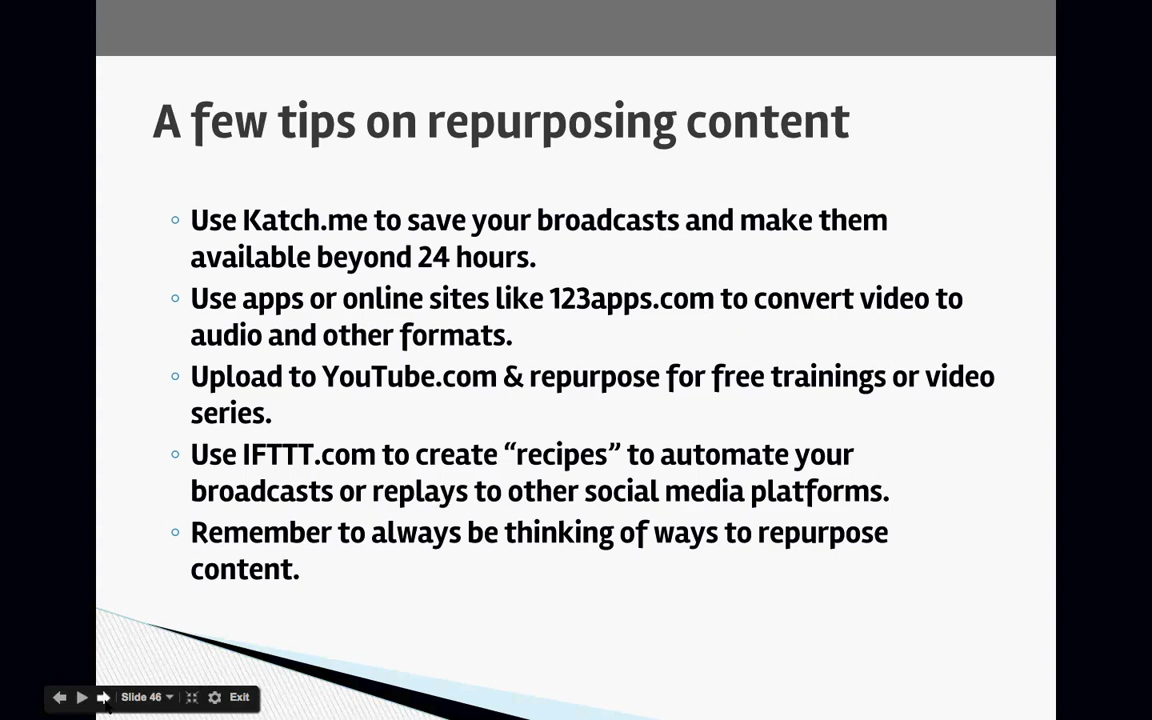 A few tips on repurposing content
Use Katch.me to save your broadcasts and make them
available beyond 24 hours.
Use apps or online sites like 123apps.com to convert video to
audio and other formats.
Upload to YouTube.com & repurpose for free trainings or video
series.
Use IFTTT.com to create “recipes” to automate your
broadcasts or replays to other social media platforms.
Remember to always be thinking of ways to repurpose
content.
Slide 46 Exit